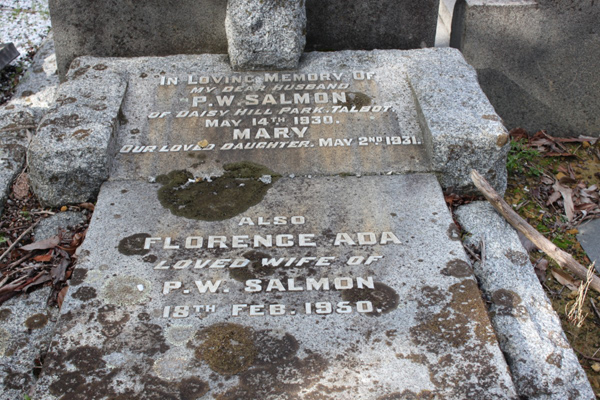 IN LOVING MEMORY OF
MY DEAR HUSBAND
P.W. SALMON
OF DAISY HILL PARK, TALBOT,
MAY 14TH 1930.
MARY
OUR LOVED DAUGHTER, MAY 2ND 1931.
ALSO
FLORENCE ADA
LOVED WIFE OF
P.W. SALMON
18TH FEB. 1950.